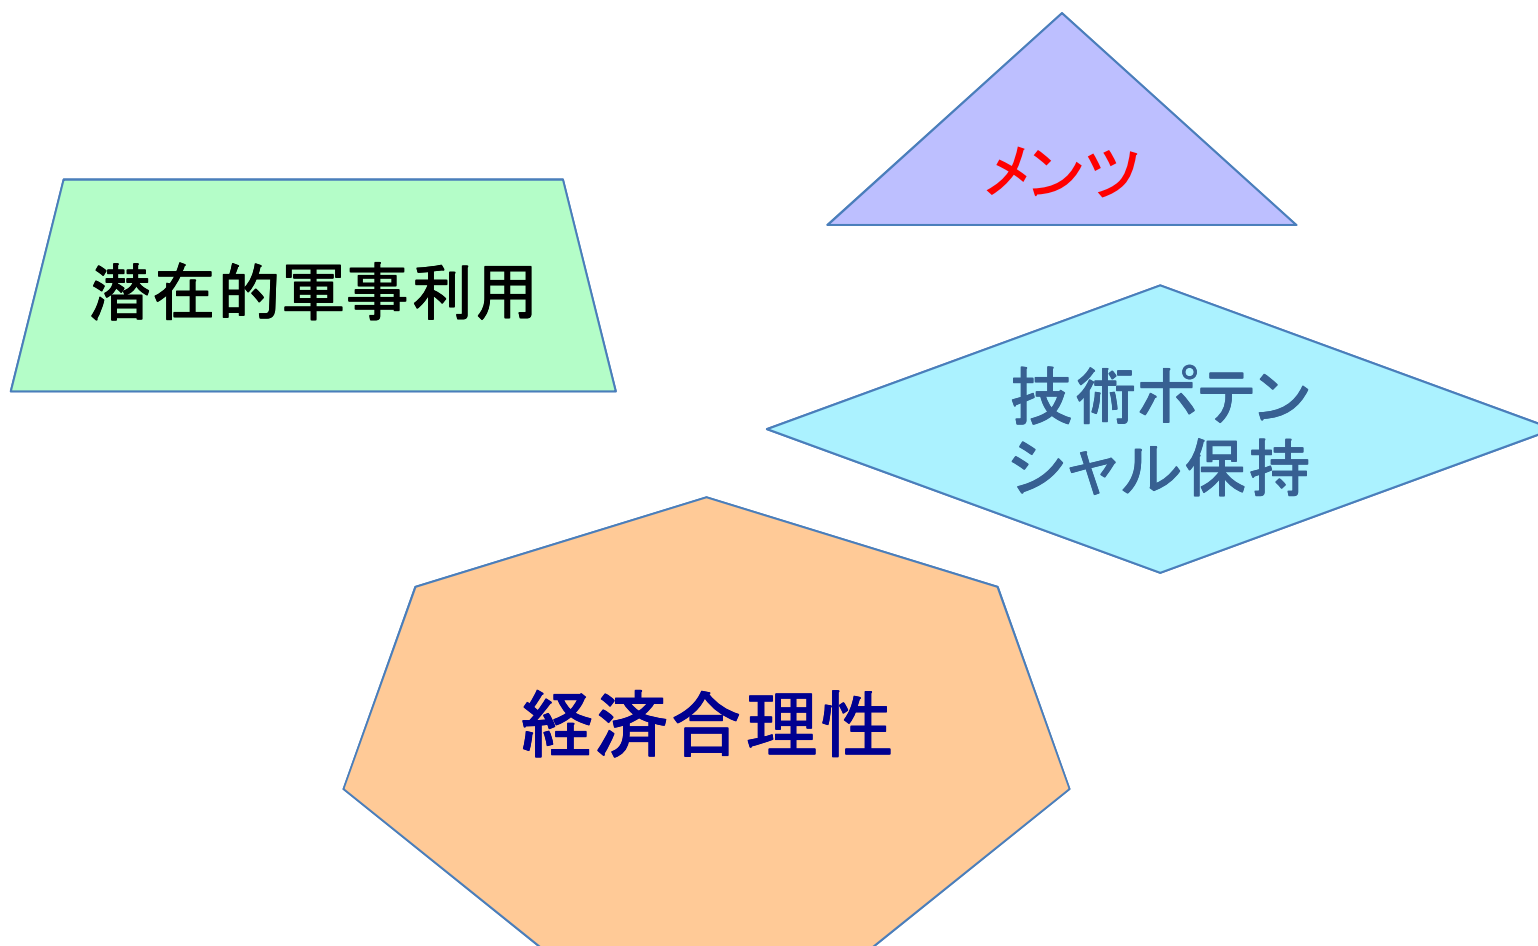 メンツ
潜在的軍事利用
技術ポテン
シャル保持
経済合理性